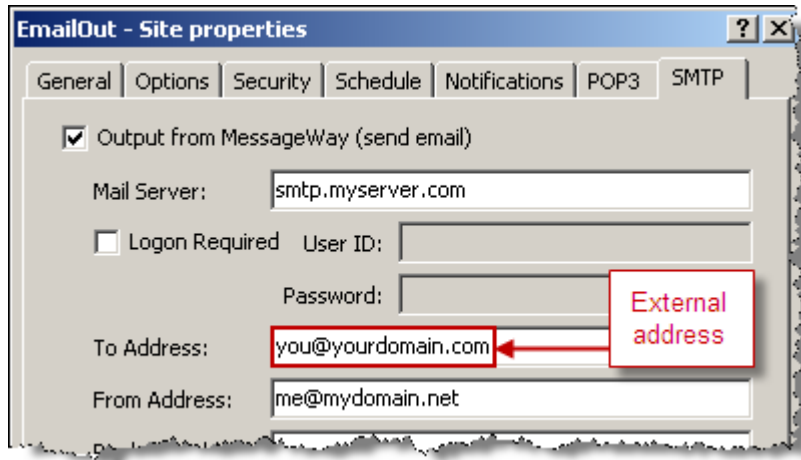 EmailOut - Site properties
General Options Security Schedule Notifications POP3 SMTP
Output from MessageWay (send email)
Mail Server: smtp.myserver.com
Logon Required User ID:
Password:
External
address
To Address: you@yourdomain.com
From Address: me@mydomain.net